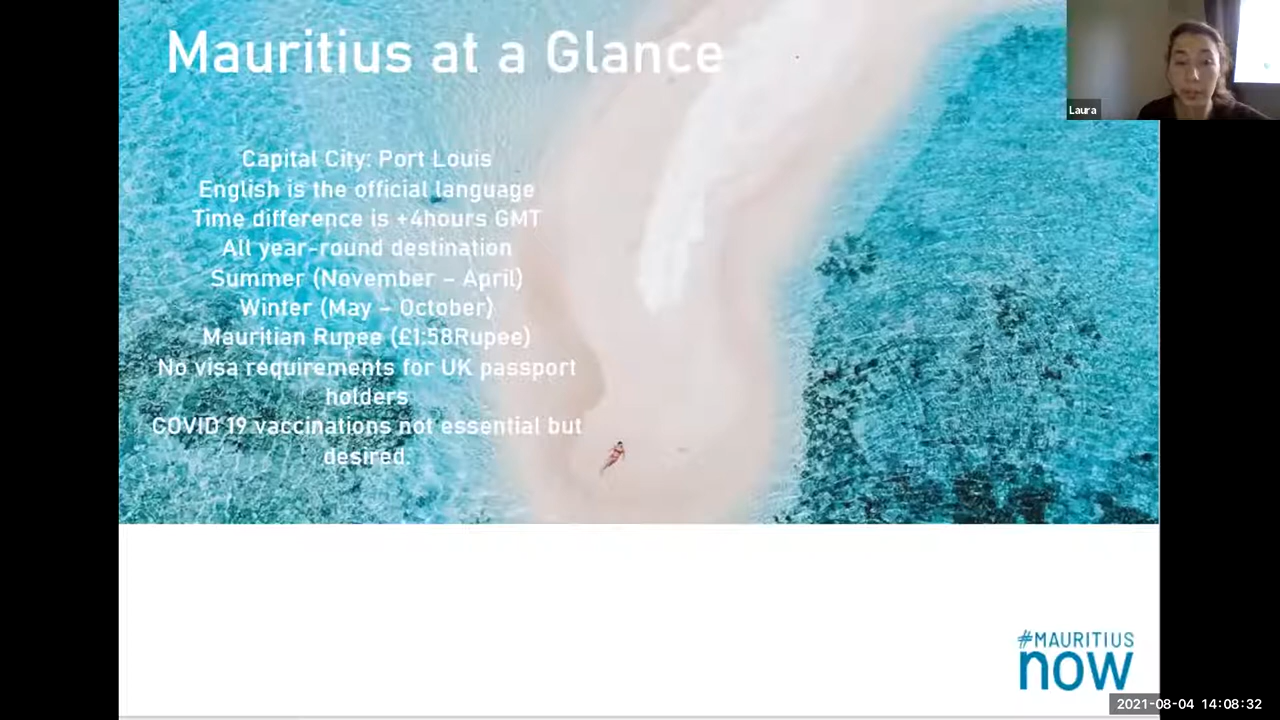 Mauritius at a Glance
Laura
Capital City: Port Louis
English is the official language
Time difference is +4hours GMT
All year-round destination
Summer (November – April)
Winter (May – October)
Mauritian Rupee (£1:58Rupee)
No visa requirements for UK passport
holders
COVID 19 vaccinations not essential but
desired.
#MAURITIUS
now
2021-08-04 14:08:32